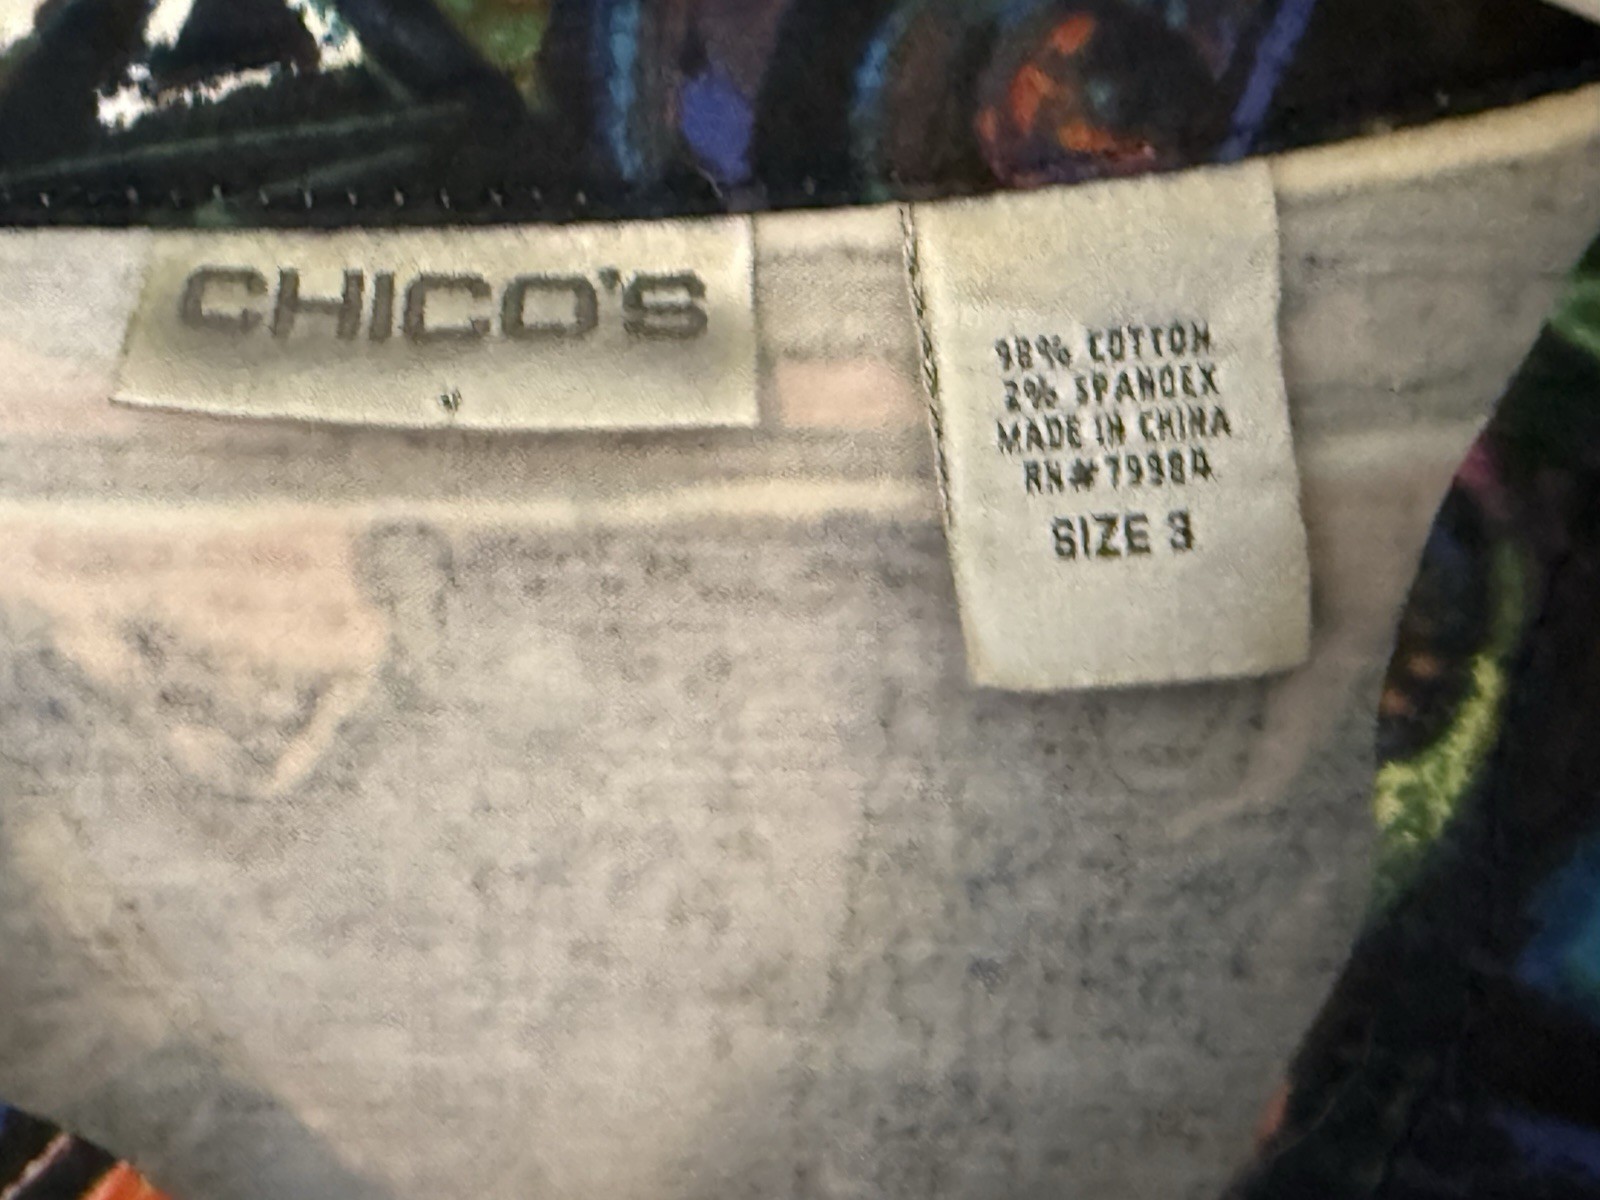 CHICO'S
98% COTTON
2% SPANDEX
MADE IN CHINA
RN#79984
SIZE 3